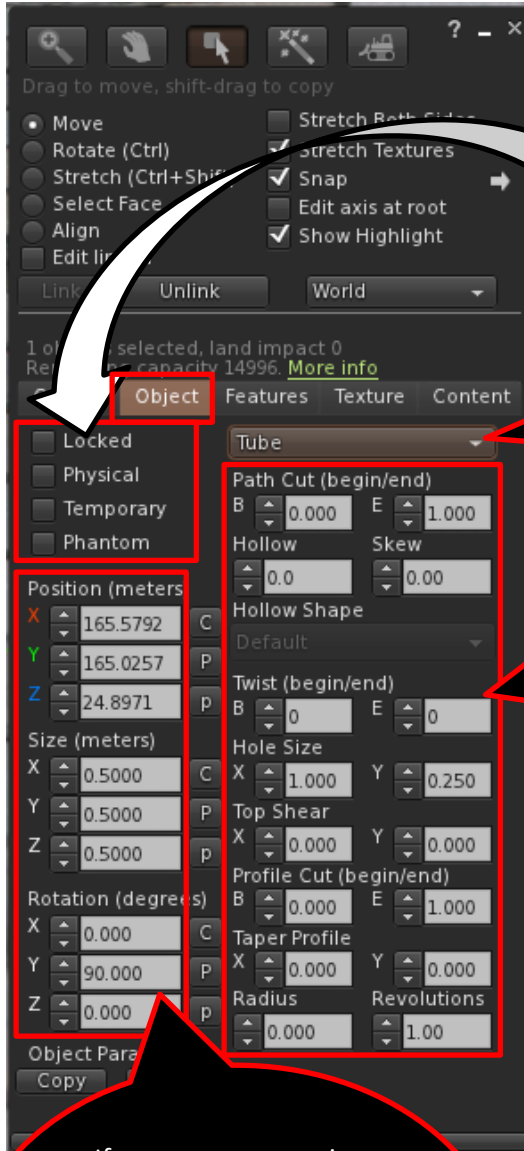 ? – ×
Drag to move, shift-drag to copy
Move
Rotate (Ctrl)
Stretch (Ctrl+Shift)
Select Face
Align
Edit
Stretch Both Sides
Stretch Textures
Snap
Edit axis at root
Show Highlight
Link Unlink World
1 selected, land impact 0
capacity 14996. More info
Object Features Texture Content
Locked
Physical
Temporary
Phantom
Position (meters
X 165.5792 C
Y 165.0257 P
Z 24.8971 p
Size (meters)
X 0.5000 C
Y 0.5000 P
Z 0.5000 p
Rotation (degrees)
X 0.000 C
Y 90.000 P
Z 0.000 p
Object Para
Copy
Tube
Path Cut (begin/end)
B 0.000 E 1.000
Hollow Skew
0.0 0.00
Hollow Shape
Default
Twist (begin/end)
B 0 E 0
Hole Size
X 1.000 Y 0.250
Top Shear
X 0.000 Y 0.000
Profile Cut (begin/end)
B 0.000 E 1.000
Taper Profile
X 0.000 Y 0.000
Radius Revolutions
0.000 1.00